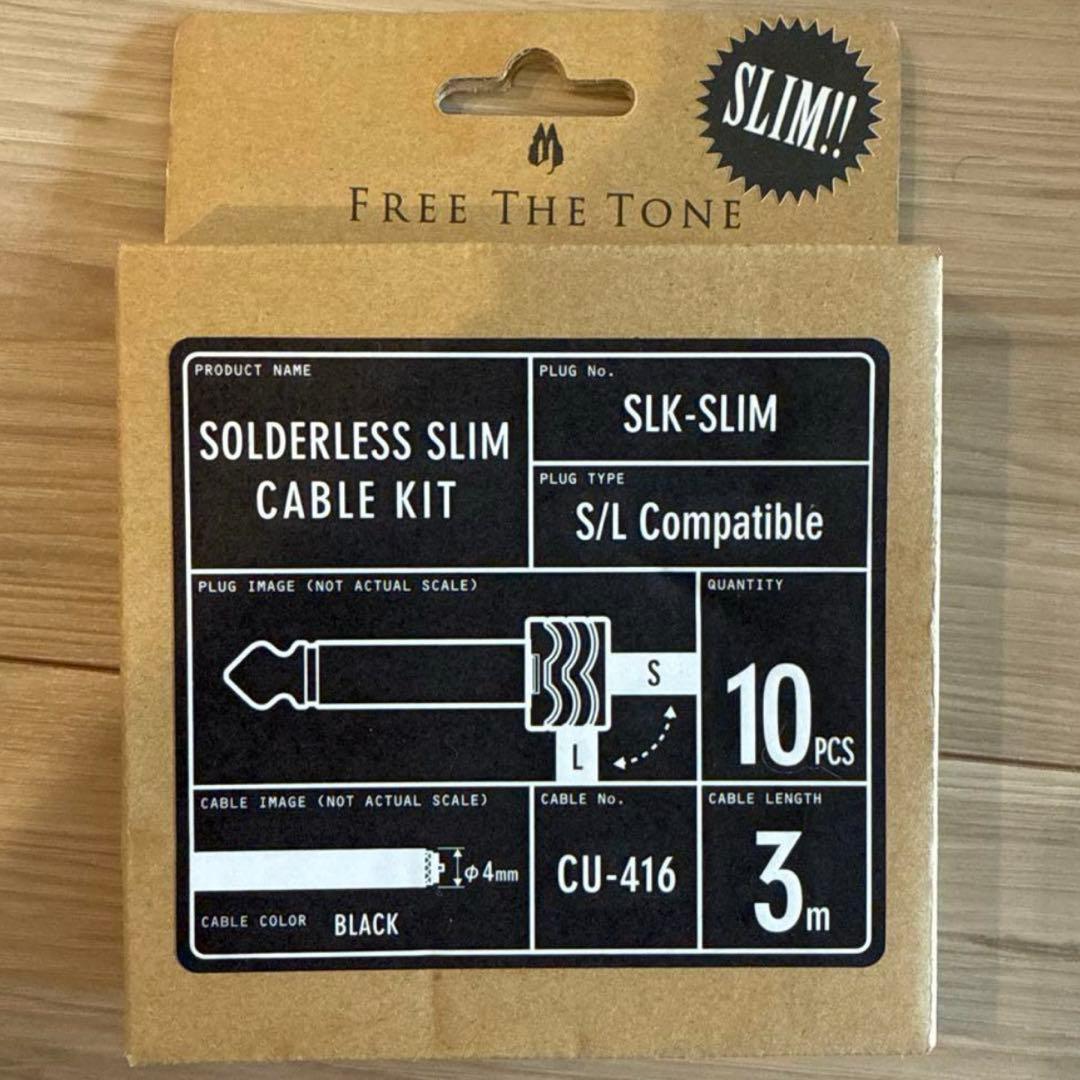 SLIM!!
FREE THE TONE
PRODUCT NAME
SOLDERLESS SLIM
CABLE KIT
PLUG No.
SLK-SLIM
PLUG TYPE
S/L Compatible
PLUG IMAGE (NOT ACTUAL SCALE)
S
L
QUANTITY
10PCS
CABLE IMAGE (NOT ACTUAL SCALE)
φ4mm
CABLE COLOR BLACK
CABLE No.
CU-416
CABLE LENGTH
3m